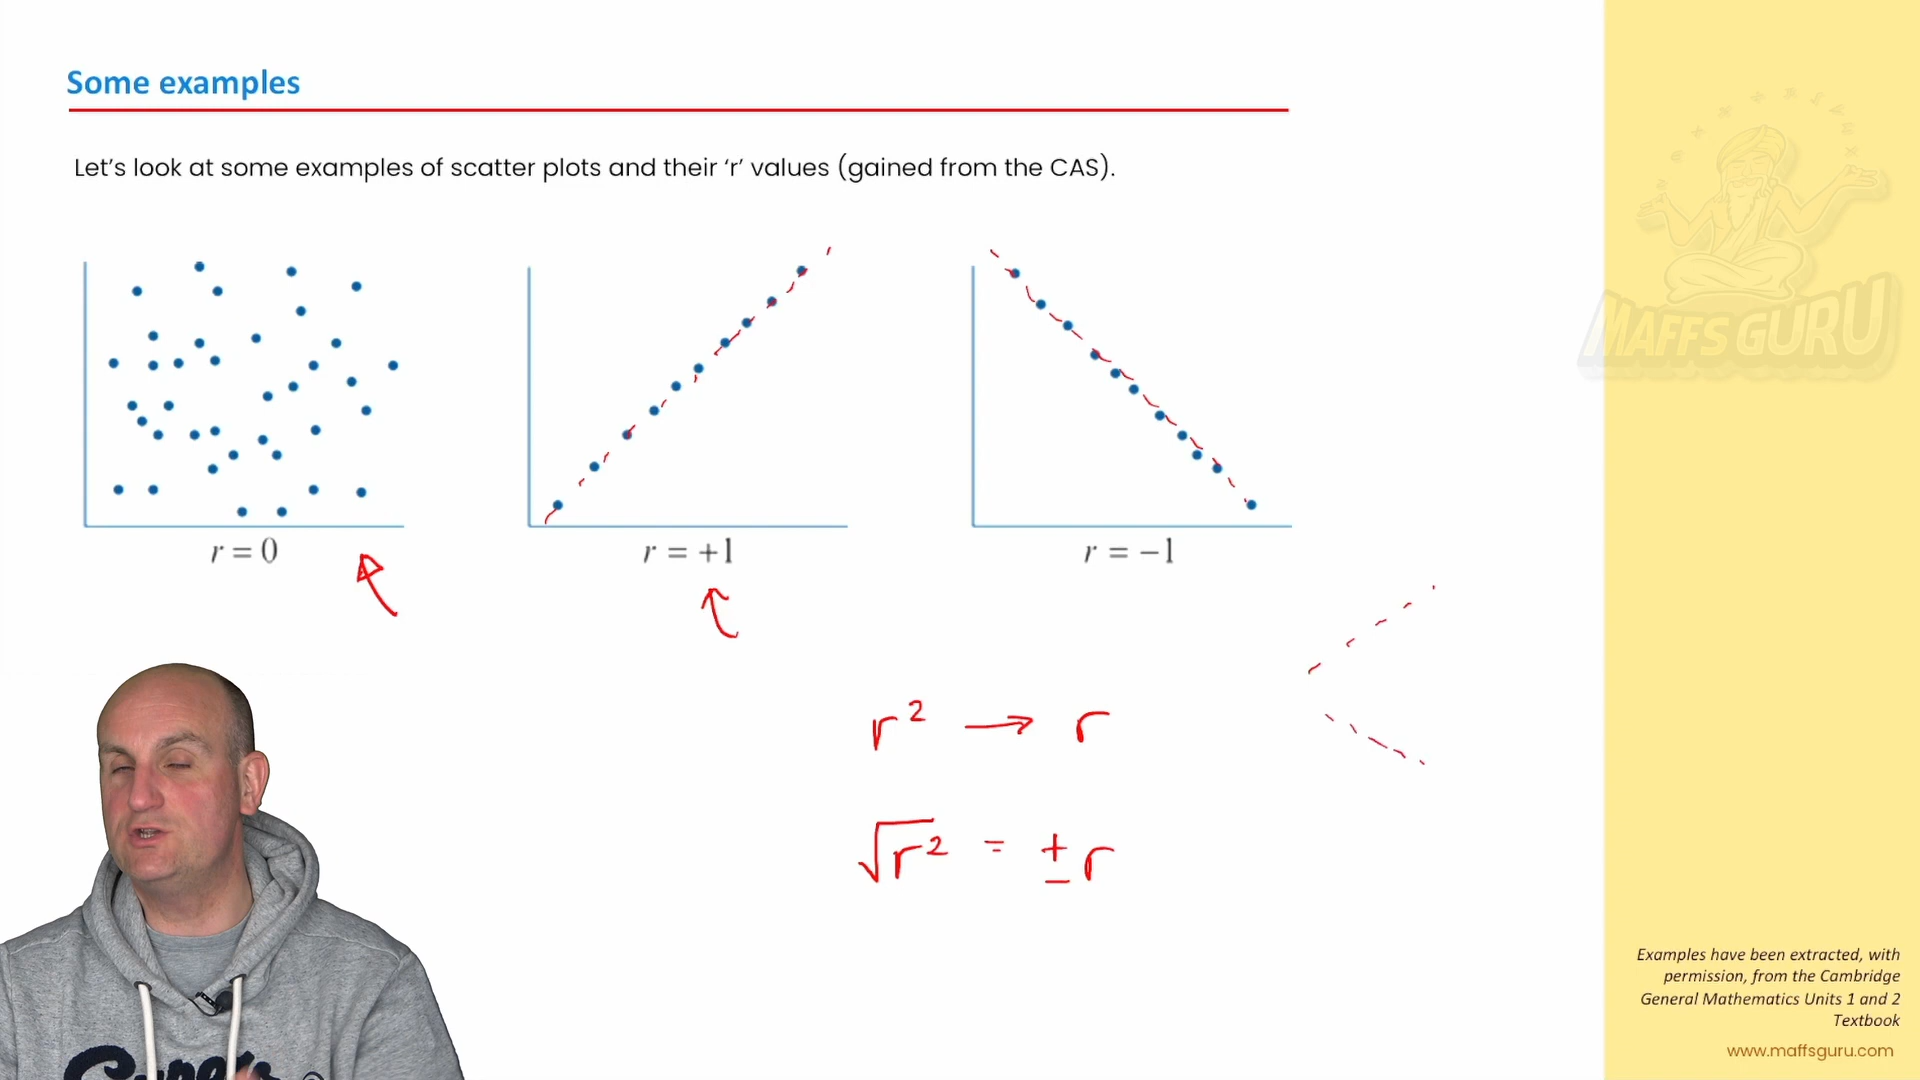 Some examples
Let's look at some examples of scatter plots and their 'r' values (gained from the CAS).
MAFFS GURU
r = 0
r = +1
r = −1
r² → r
√r² = ± r
Examples have been extracted, with
permission, from the Cambridge
General Mathematics Units 1 and 2
Textbook
www.maffsguru.com